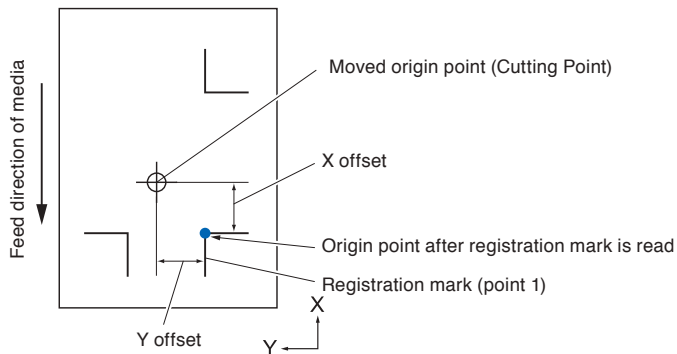 Moved origin point (Cutting Point)
Feed direction of media
X offset
Origin point after registration mark is read
Registration mark (point 1)
X
Y offset
Y